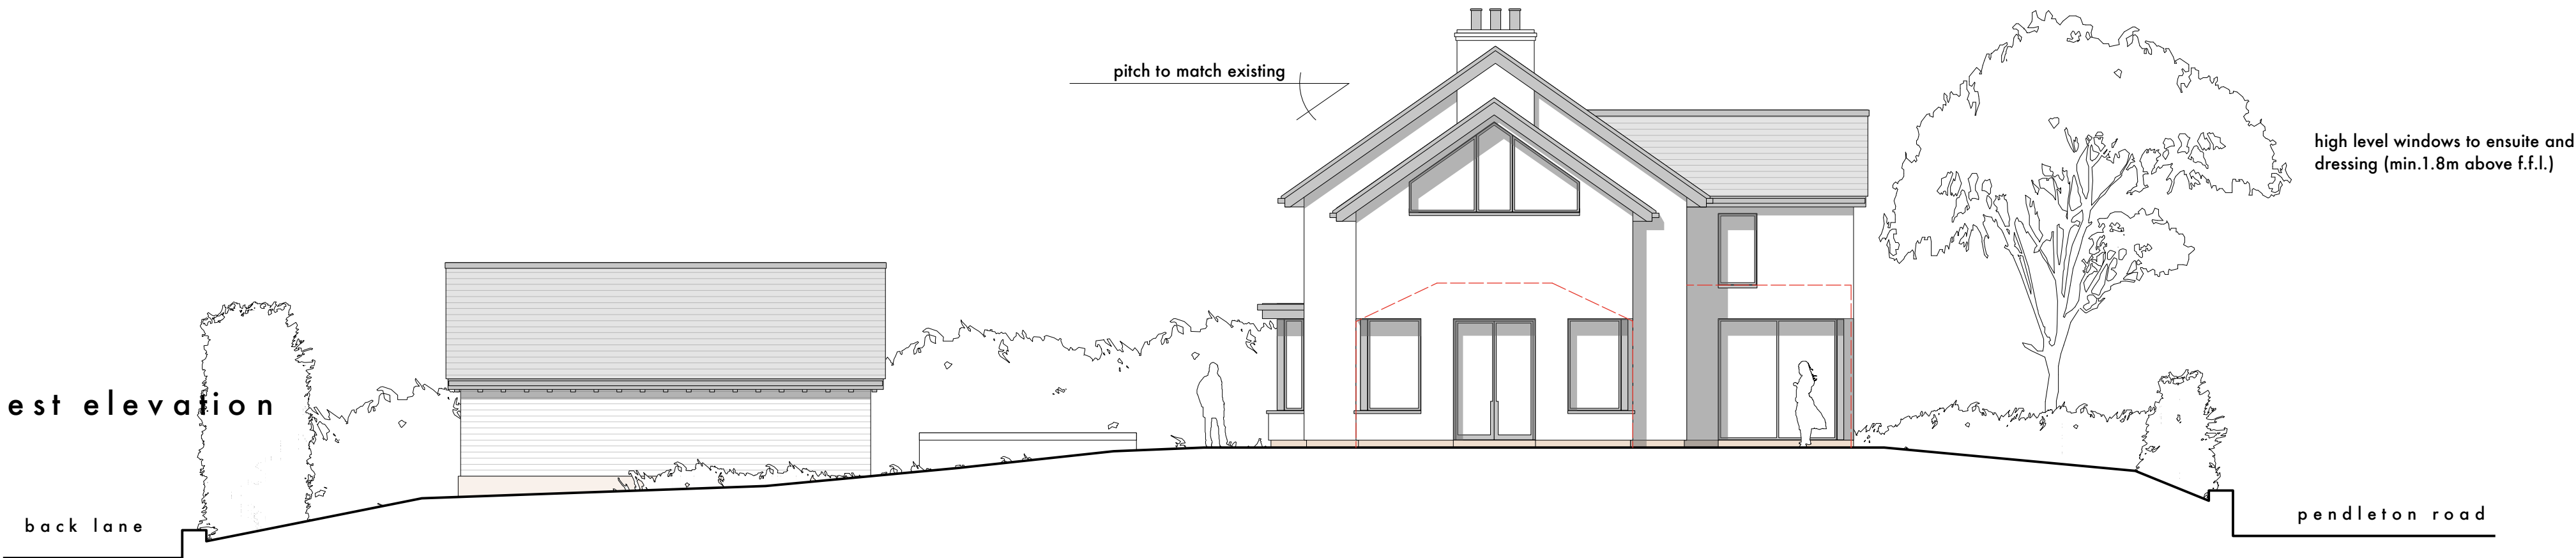 pitch to match existing
high level windows to ensuite and
dressing (min.1.8m above f.f.l.)
est elevation
back lane
pendleton road